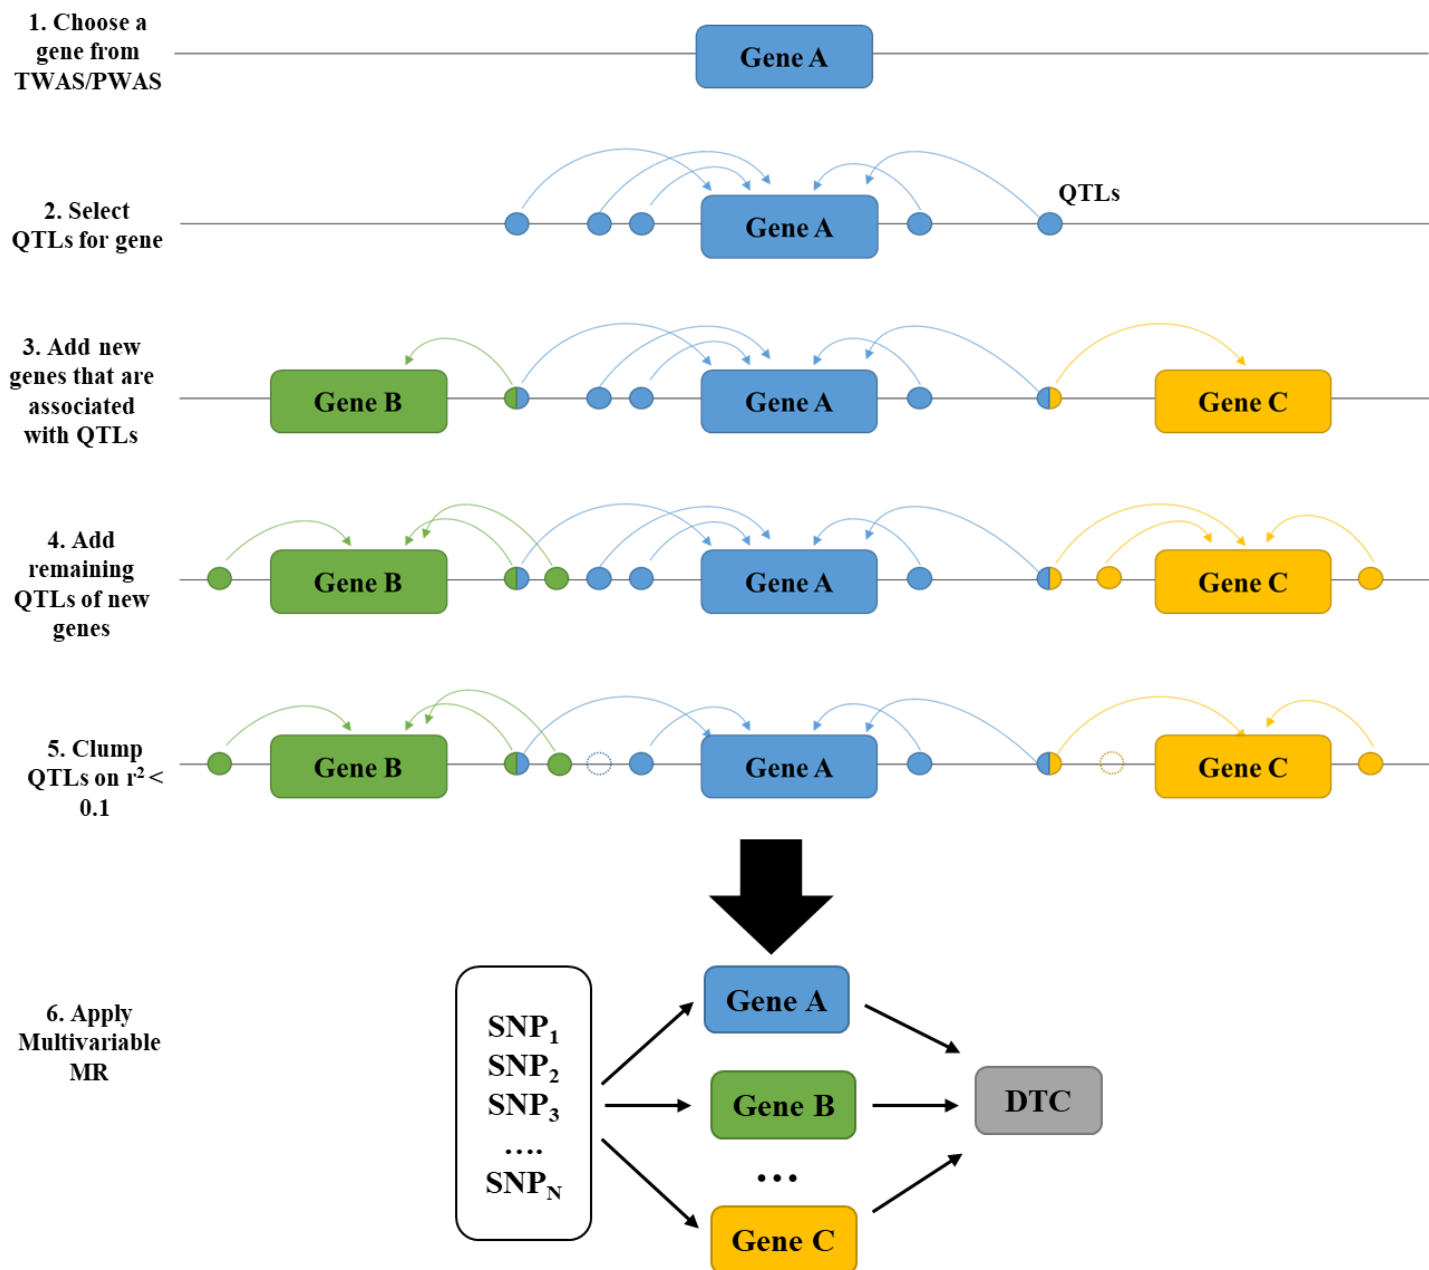 1. Choose a
gene from
TWAS/PWAS
Gene A
2. Select
QTLs for gene
Gene A
QTLs
3. Add new
genes that are
associated
with QTLs
Gene B
Gene A
Gene C
4. Add
remaining
QTLs of new
genes
Gene B
Gene A
Gene C
5. Clump
QTLs on r² <
0.1
Gene B
Gene A
Gene C
6. Apply
Multivariable
MR
SNP₁
SNP₂
SNP₃
....
SNP_N
Gene A
Gene B
...
Gene C
DTC